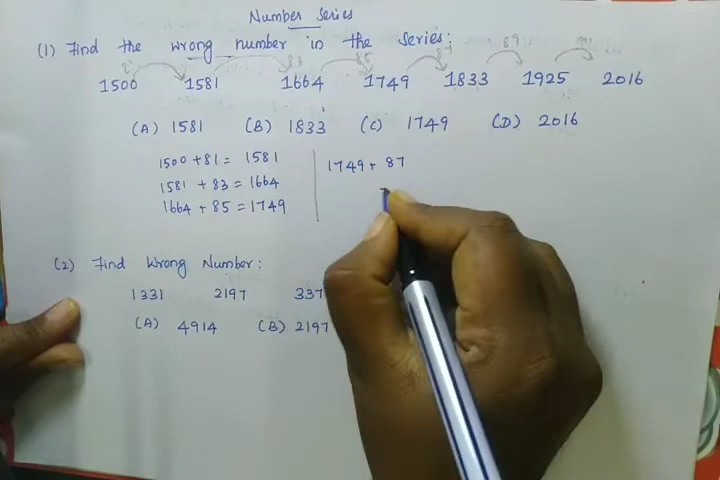 Number Series
(1) Find the wrong number in the series:
83 85 87 89 91
1500 1581 1664 1749 1833 1925 2016
(A) 1581 (B) 1833 (C) 1749 (D) 2016
1500 + 81 = 1581
1581 + 83 = 1664
1664 + 85 = 1749
1749 + 87
(2) Find Wrong Number:
1331 2197 337
(A) 4914 (B) 2197